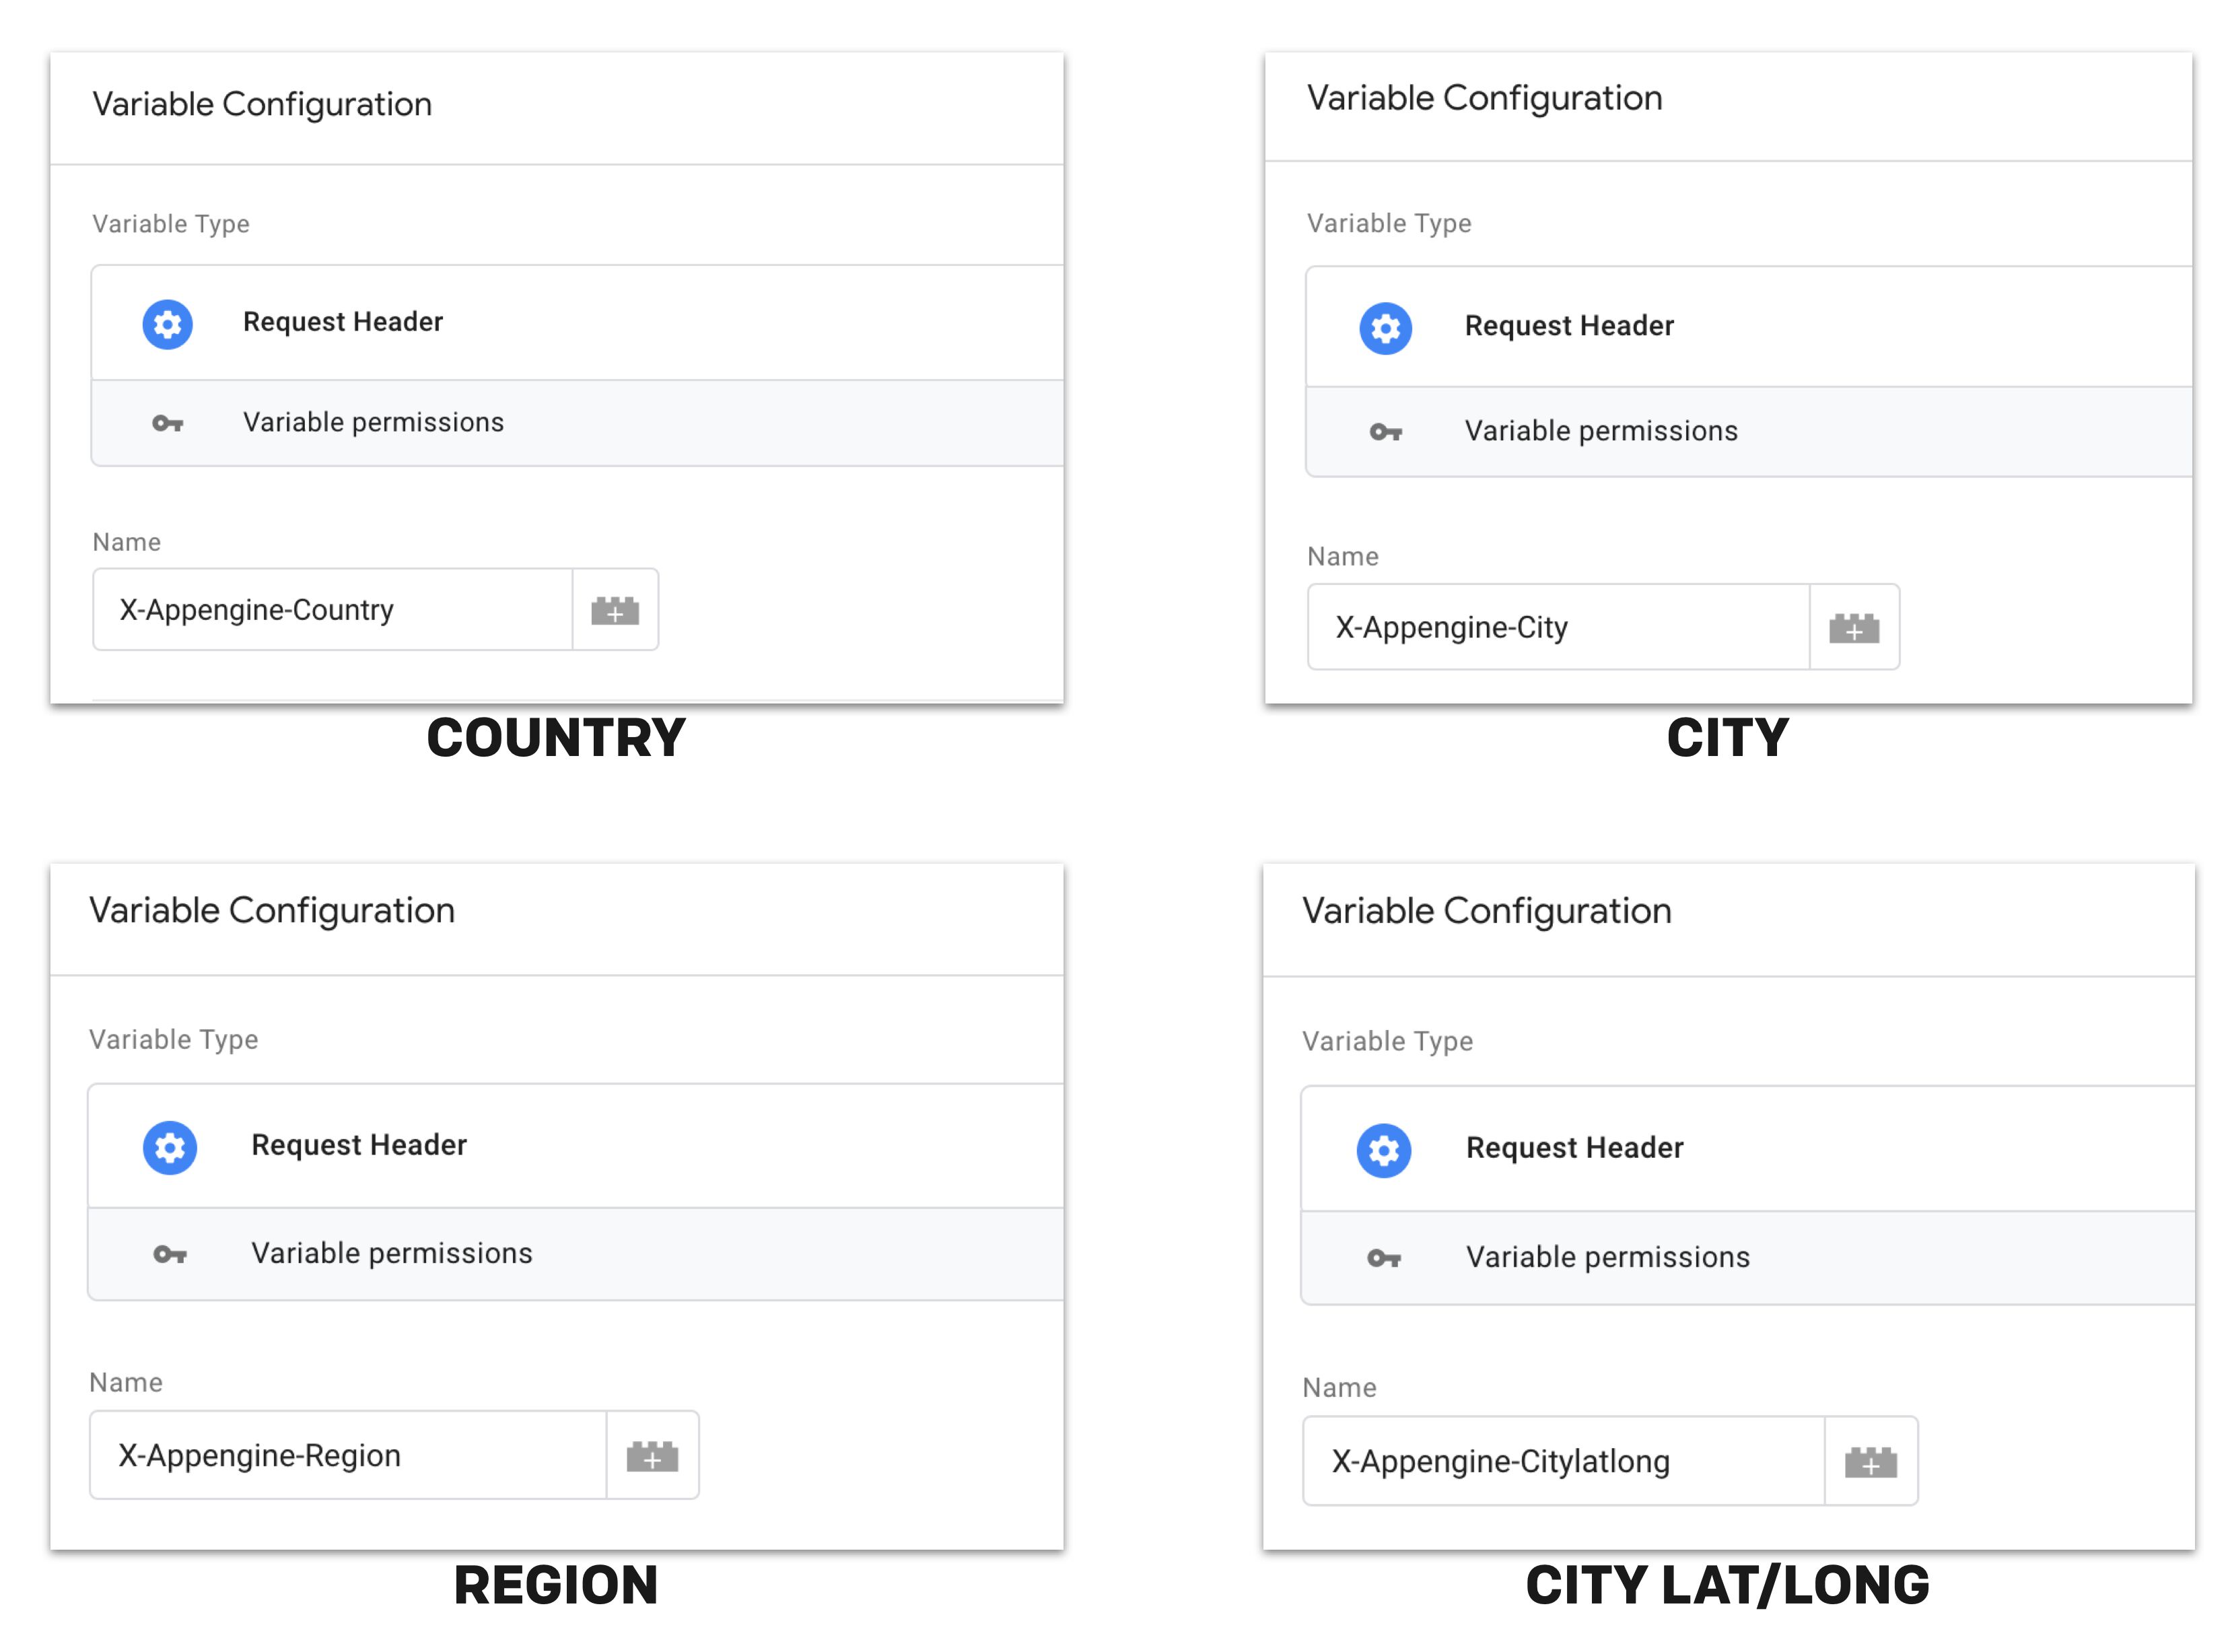 Variable Configuration
Variable Type
Request Header
Variable permissions
Name
X-Appengine-Country
COUNTRY
Variable Configuration
Variable Type
Request Header
Variable permissions
Name
X-Appengine-City
CITY
Variable Configuration
Variable Type
Request Header
Variable permissions
Name
X-Appengine-Region
REGION
Variable Configuration
Variable Type
Request Header
Variable permissions
Name
X-Appengine-Citylatlong
CITY LAT/LONG